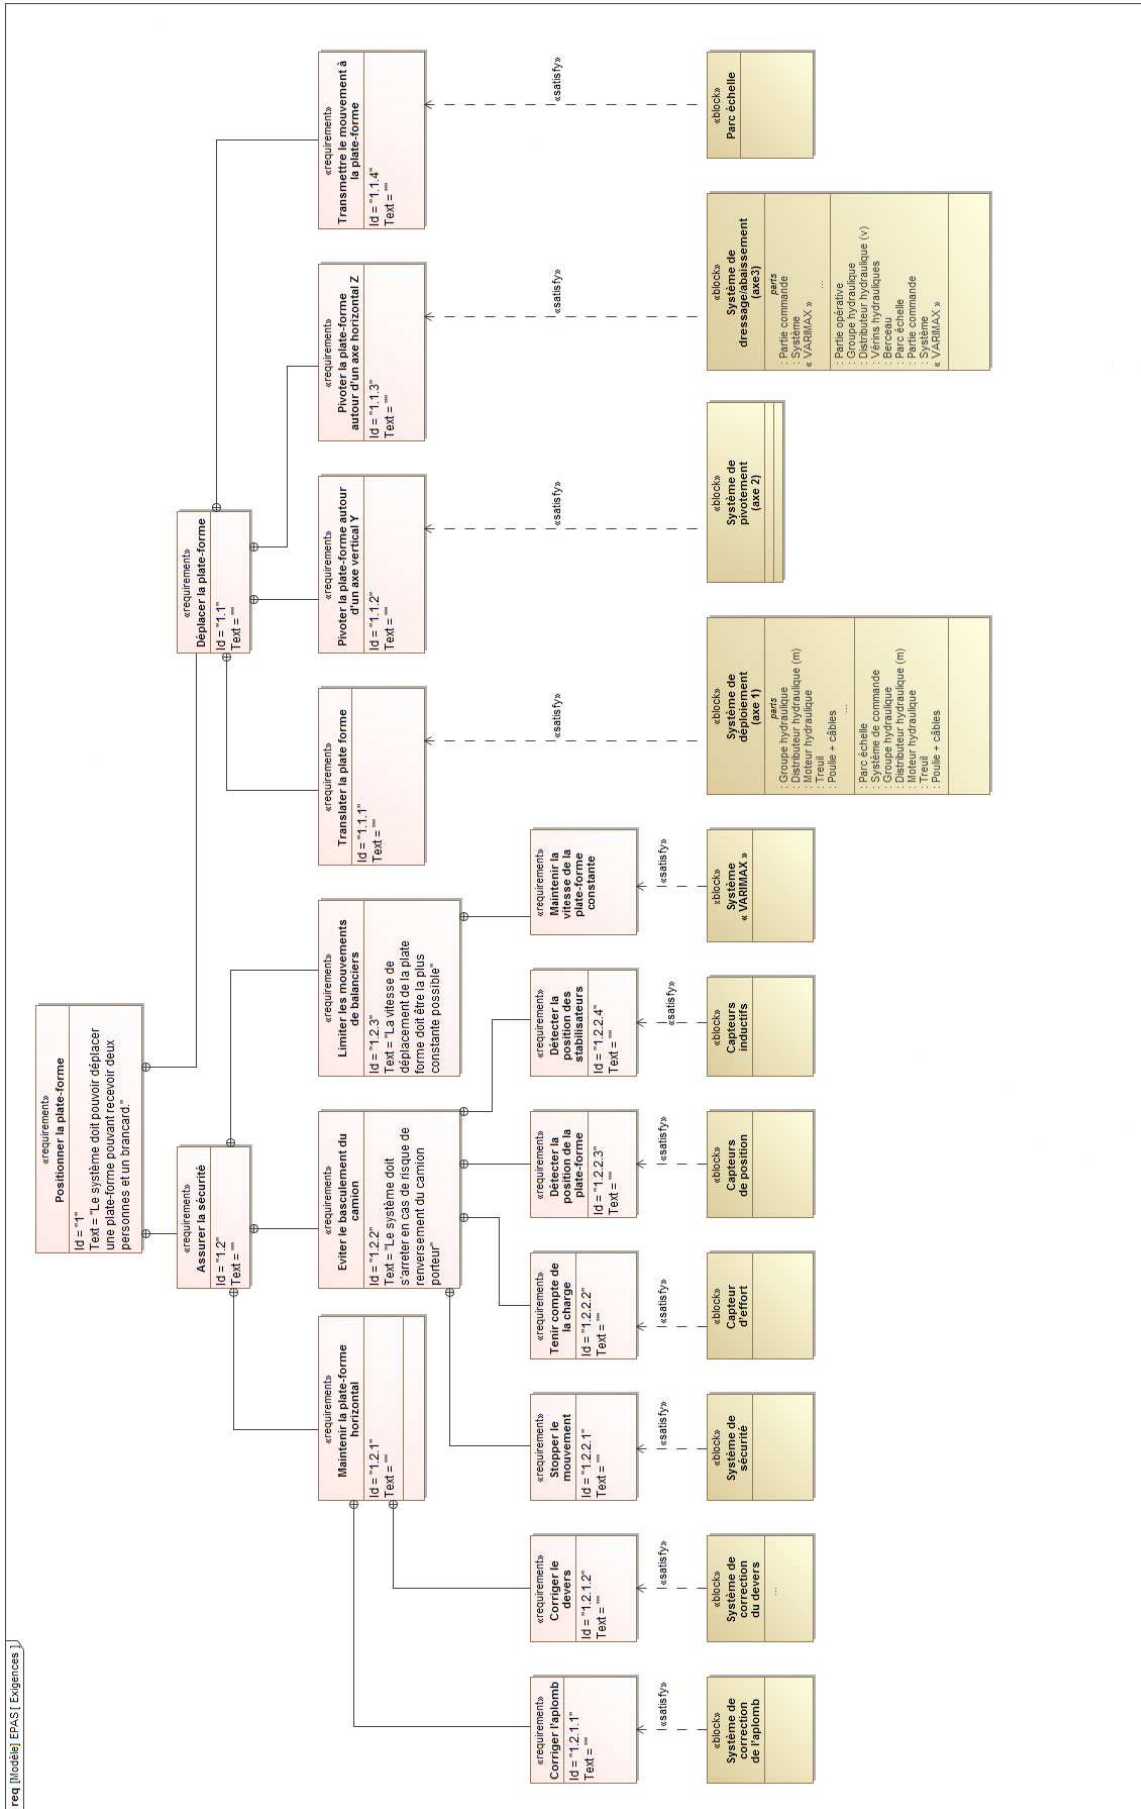 req [Modèle] EPAS [ Exigences ]
«requirement»
Positionner la plate-forme
Id = "1"
Text = "Le système doit pouvoir déplacer
une plate-forme pouvant recevoir deux
personnes et un brancard."
«requirement»
Assurer la sécurité
Id = "1.2"
Text = ""
«requirement»
Déplacer la plate-forme
Id = "1.1"
Text = ""
«requirement»
Maintenir la plate-forme
horizontal
Id = "1.2.1"
Text = ""
«requirement»
Eviter le basculement du
camion
Id = "1.2.2"
Text = "Le système doit
s'arreter en cas de risque de
renversement du camion
porteur"
«requirement»
Limiter les mouvements
de balanciers
Id = "1.2.3"
Text = "La vitesse de
déplacement de la plate
forme doit être la plus
constante possible"
«requirement»
Translater la plate forme
Id = "1.1.1"
Text = ""
«requirement»
Pivoter la plate-forme autour
d'un axe vertical Y
Id = "1.1.2"
Text = ""
«requirement»
Pivoter la plate-forme
autour d'un axe horizontal Z
Id = "1.1.3"
Text = ""
«requirement»
Transmettre le mouvement à
la plate-forme
Id = "1.1.4"
Text = ""
«requirement»
Corriger l'aplomb
Id = "1.2.1.1"
Text = ""
«requirement»
Corriger le
devers
Id = "1.2.1.2"
Text = ""
«requirement»
Stopper le
mouvement
Id = "1.2.2.1"
Text = ""
«requirement»
Tenir compte de
la charge
Id = "1.2.2.2"
Text = ""
«requirement»
Détecter la
position de la
plate-forme
Id = "1.2.2.3"
Text = ""
«requirement»
Détecter la
position des
stabilisateurs
Id = "1.2.2.4"
Text = ""
«requirement»
Maintenir la
vitesse de la
plate-forme
constante
«satisfy»
«satisfy»
«satisfy»
«satisfy»
«satisfy»
«satisfy»
«satisfy»
«satisfy»
«satisfy»
«satisfy»
«satisfy»
«block»
Système de
correction
de l'aplomb
«block»
Système de
correction
du devers
...
«block»
Système de
sécurité
«block»
Capteur
d'effort
«block»
Capteurs
de position
«block»
Capteurs
inductifs
«block»
Système
« VARIMAX »
«block»
Système de
déploiement
(axe 1)
parts
: Groupe hydraulique
: Distributeur hydraulique (m)
: Moteur hydraulique
: Treuil
: Poulie + câbles
...
: Parc échelle
: Système de commande
: Groupe hydraulique
: Distributeur hydraulique (m)
: Moteur hydraulique
: Treuil
: Poulie + câbles
«block»
Système de
pivotement
(axe 2)
«block»
Système de
dressage/abaissement
(axe3)
parts
: Partie commande
: Système
« VARIMAX »
...
: Partie opérative
: Groupe hydraulique
: Distributeur hydraulique (v)
: Vérins hydrauliques
: Berceau
: Parc échelle
: Partie commande
: Système
« VARIMAX »
«block»
Parc échelle